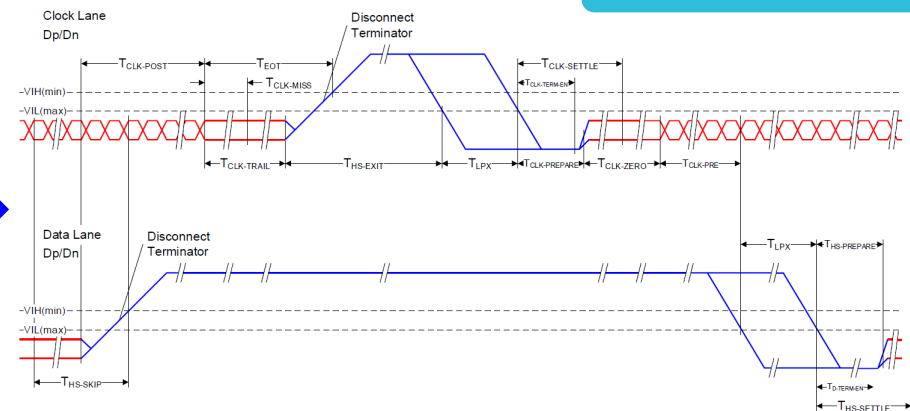 Clock Lane
Dp/Dn
Disconnect
Terminator
TCLK-POST
TEOT
TCLK-SETTLE
TCLK-MISS
TCLK-TERM-EN
VIH(min)
VIL(max)
TCLK-TRAIL
THS-EXIT
TLPX
TCLK-PREPARE
TCLK-ZERO
TCLK-PRE
Data Lane
Dp/Dn
Disconnect
Terminator
TLPX
THS-PREPARE
VIH(min)
VIL(max)
THS-SKIP
TD-TERM-EN
THS-SETTLE